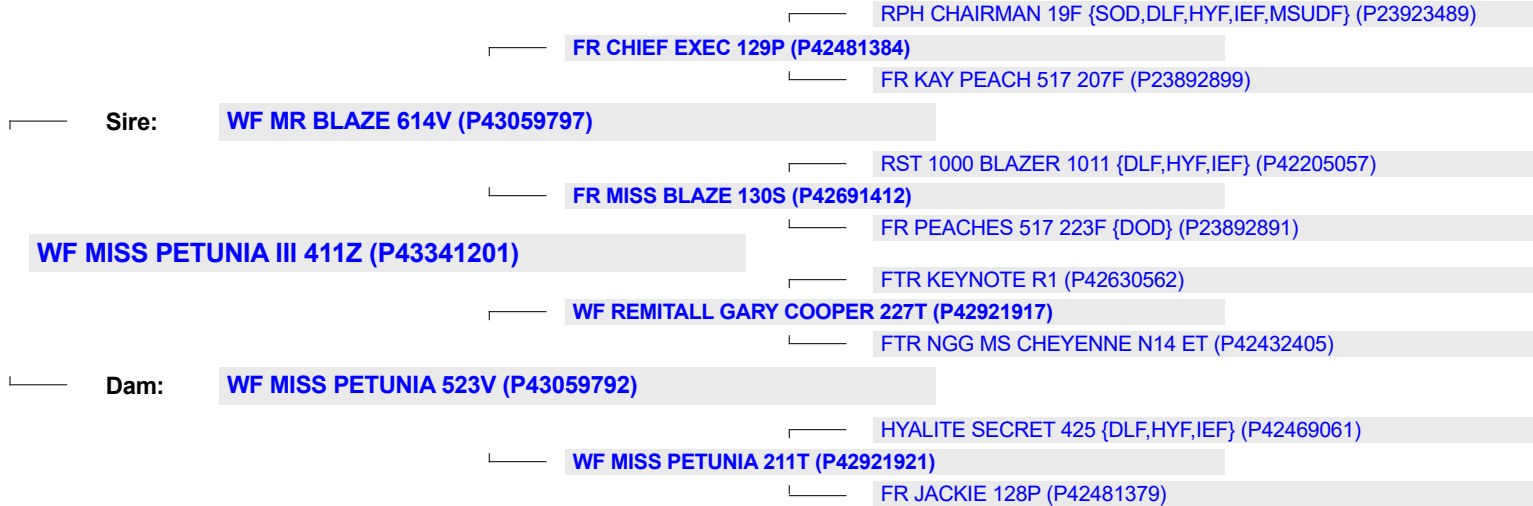 RPH CHAIRMAN 19F {SOD,DLF,HYF,IEF,MSUDF} (P23923489)
FR CHIEF EXEC 129P (P42481384)
FR KAY PEACH 517 207F (P23892899)
Sire: WF MR BLAZE 614V (P43059797)
RST 1000 BLAZER 1011 {DLF,HYF,IEF} (P42205057)
FR MISS BLAZE 130S (P42691412)
FR PEACHES 517 223F {DOD} (P23892891)
WF MISS PETUNIA III 411Z (P43341201)
FTR KEYNOTE R1 (P42630562)
WF REMITALL GARY COOPER 227T (P42921917)
FTR NGG MS CHEYENNE N14 ET (P42432405)
Dam: WF MISS PETUNIA 523V (P43059792)
HYALITE SECRET 425 {DLF,HYF,IEF} (P42469061)
WF MISS PETUNIA 211T (P42921921)
FR JACKIE 128P (P42481379)